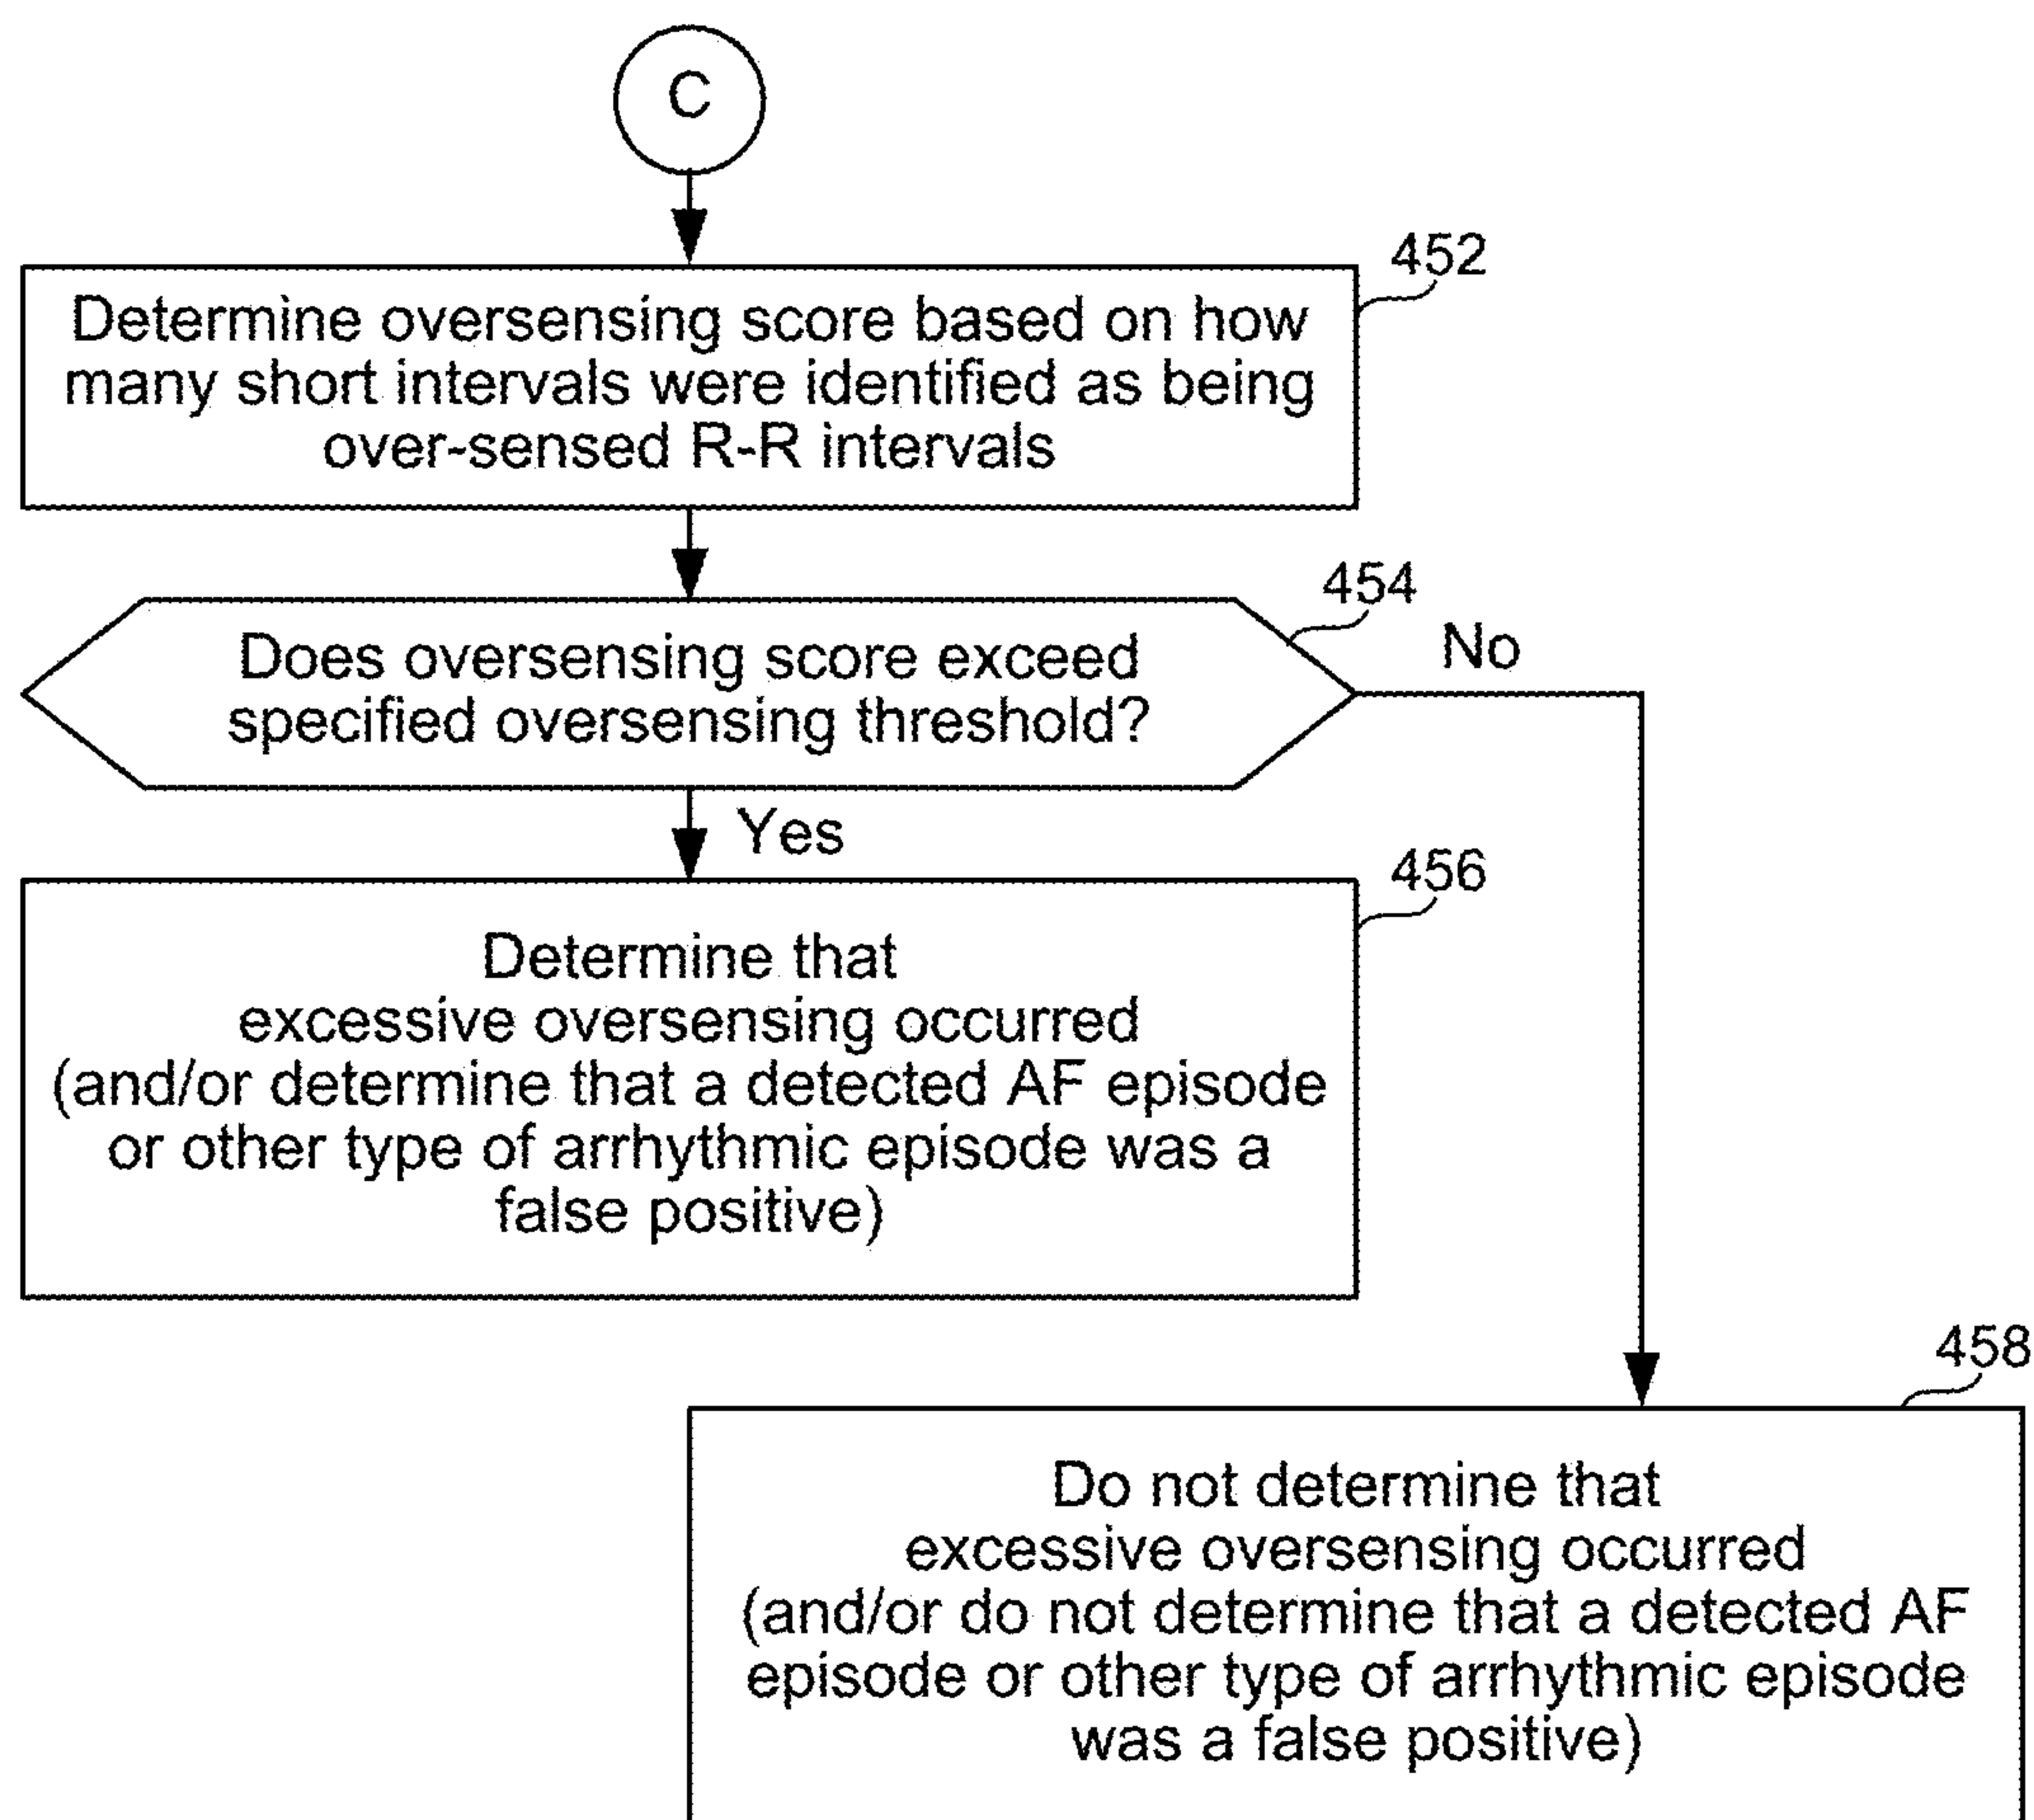 C
452
Determine oversensing score based on how
many short intervals were identified as being
over-sensed R-R intervals
454
Does oversensing score exceed
specified oversensing threshold?
No
Yes
456
Determine that
excessive oversensing occurred
(and/or determine that a detected AF episode
or other type of arrhythmic episode was a
false positive)
458
Do not determine that
excessive oversensing occurred
(and/or do not determine that a detected AF
episode or other type of arrhythmic episode
was a false positive)